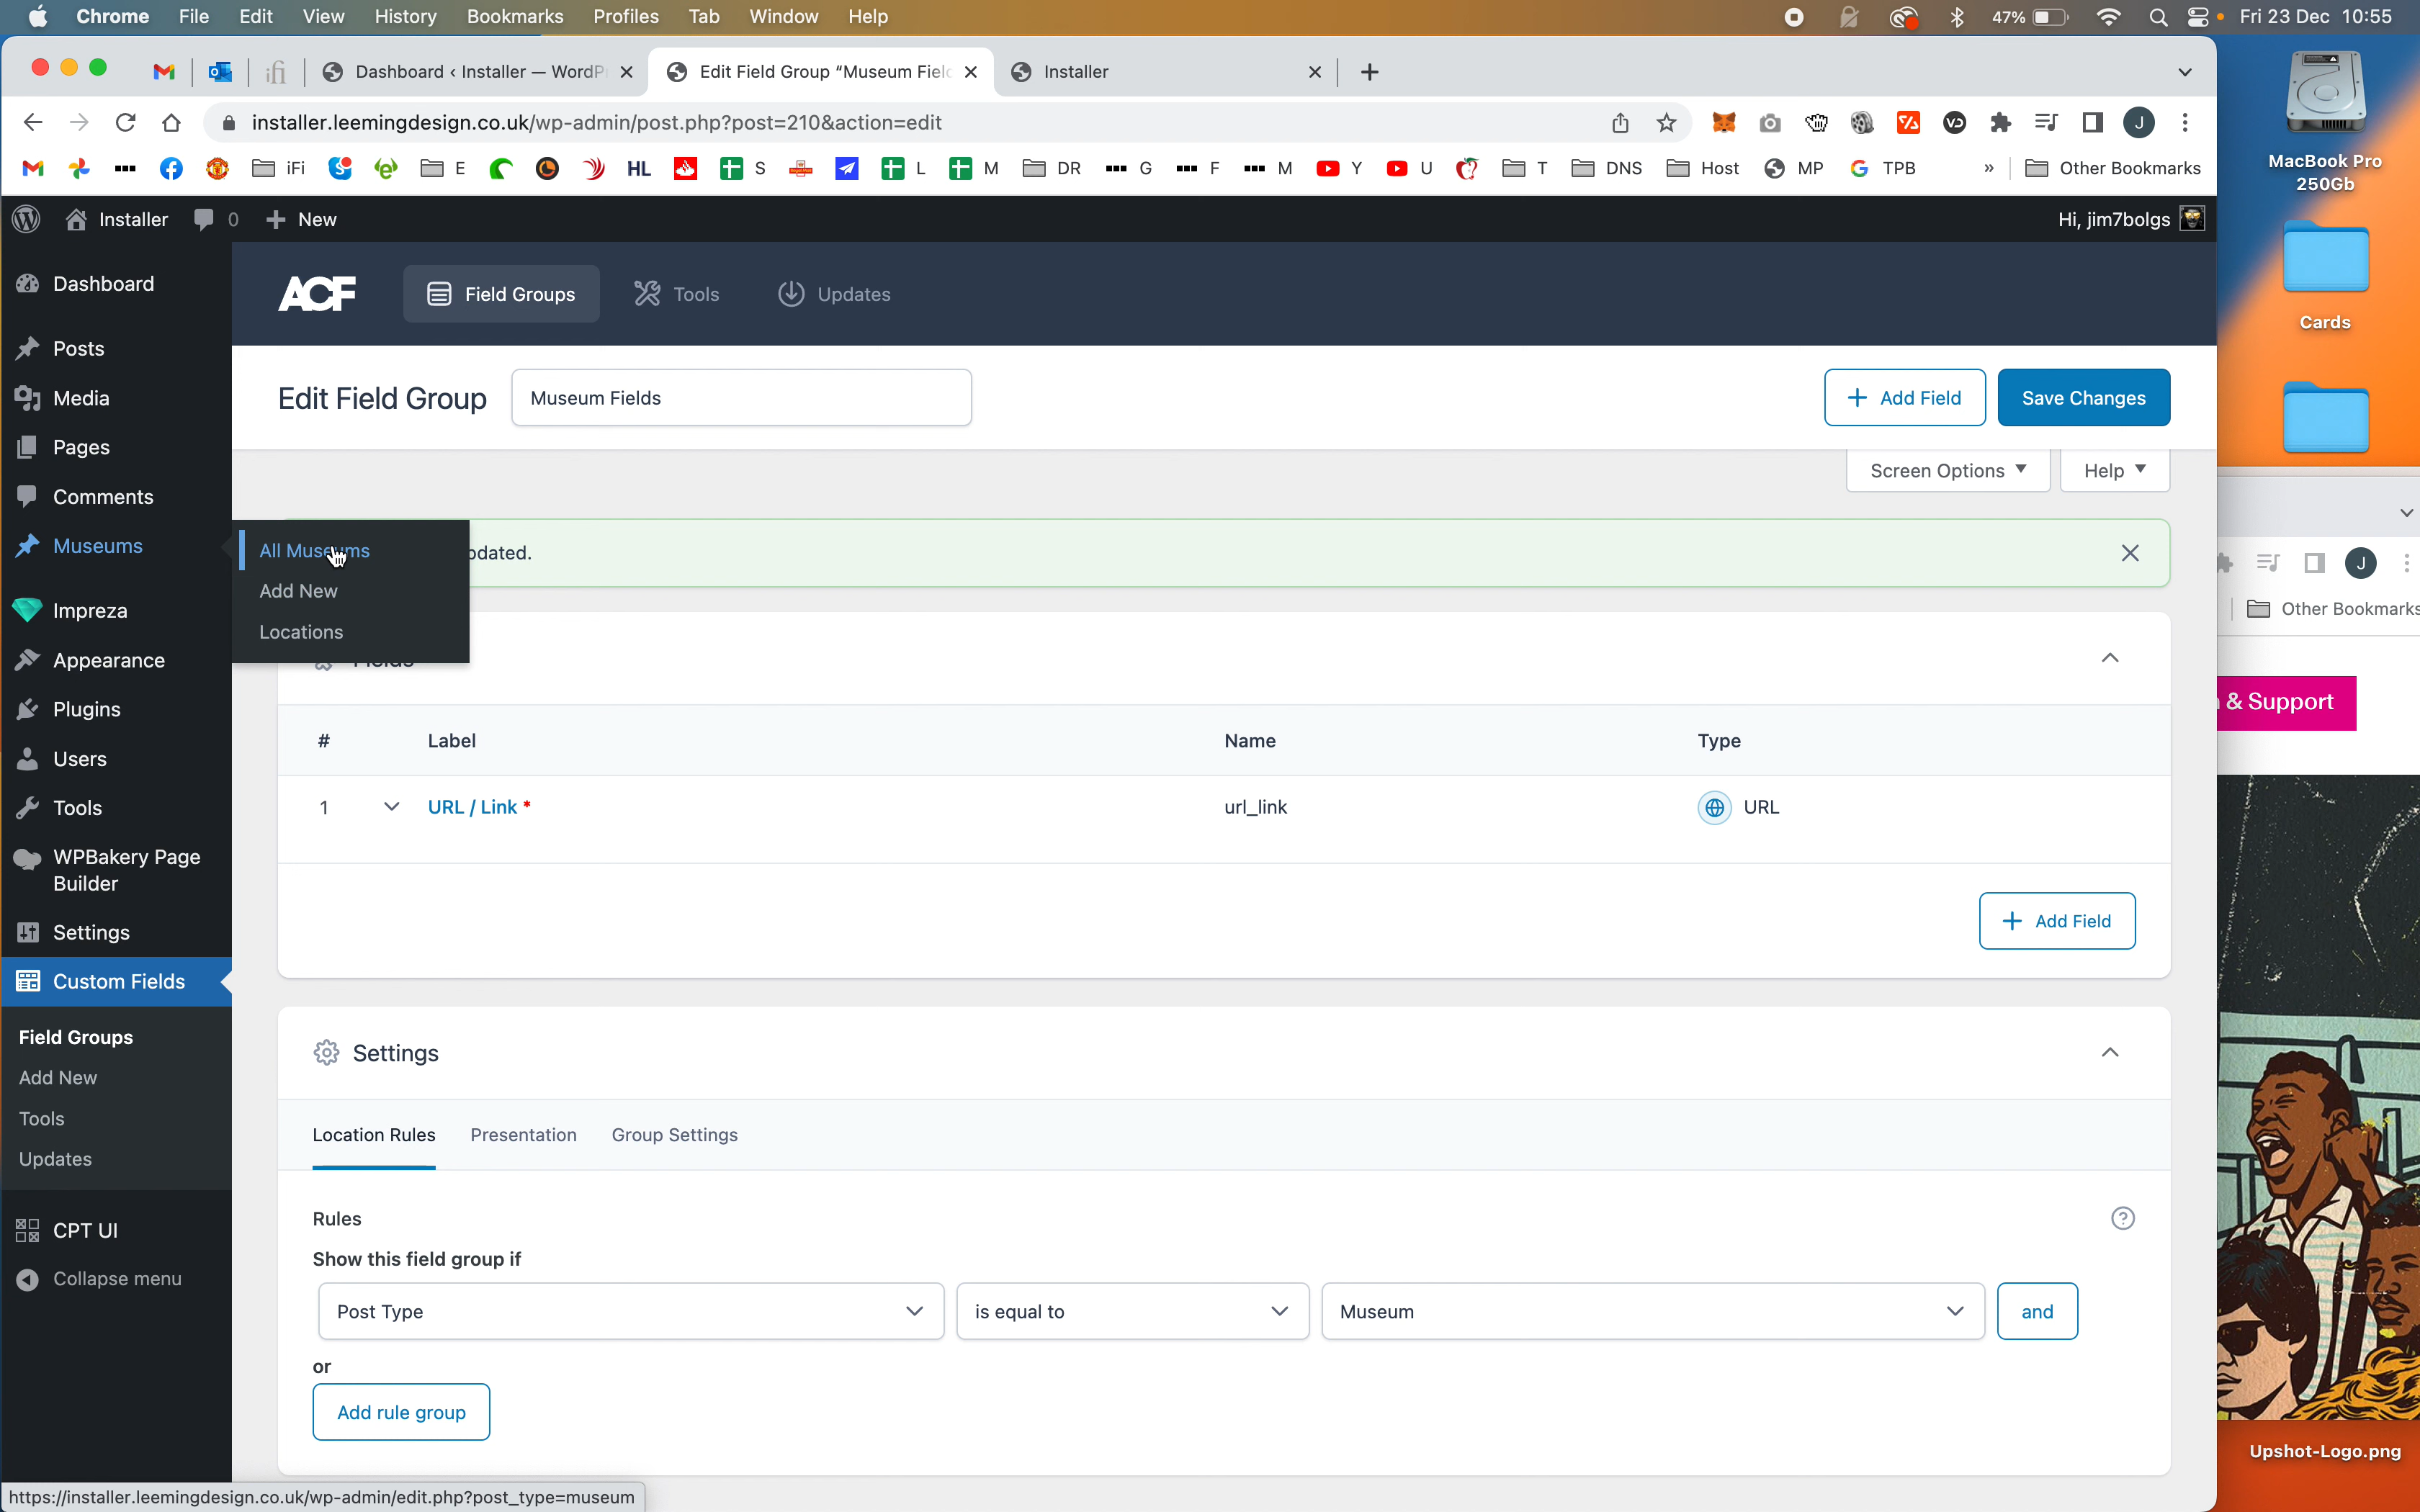 Chrome File Edit View History Bookmarks Profiles Tab Window Help 47% Fri 23 Dec 10:55
ifi Dashboard ‹ Installer — WordP Edit Field Group “Museum Fiel Installer
installer.leemingdesign.co.uk/wp-admin/post.php?post=210&action=edit J
iFi E HL S L M DR G F M Y U T DNS Host MP TPB » Other Bookmarks
MacBook Pro
250Gb
Cards
Installer 0 New Hi, jim7bolgs
Dashboard
Posts
Media
Pages
Comments
Museums
All Museums
Add New
Locations
Impreza
Appearance
Plugins
Users
Tools
WPBakery Page
Builder
Settings
Custom Fields
Field Groups
Add New
Tools
Updates
CPT UI
Collapse menu
ACF Field Groups Tools Updates
Edit Field Group Museum Fields Add Field Save Changes
Screen Options Help
pdated.
Fields
# Label Name Type
1 URL / Link * url_link URL
Add Field
Settings
Location Rules Presentation Group Settings
Rules
Show this field group if
Post Type is equal to Museum and
or
Add rule group
https://installer.leemingdesign.co.uk/wp-admin/edit.php?post_type=museum
J
Other Bookmarks
& Support
Upshot-Logo.png